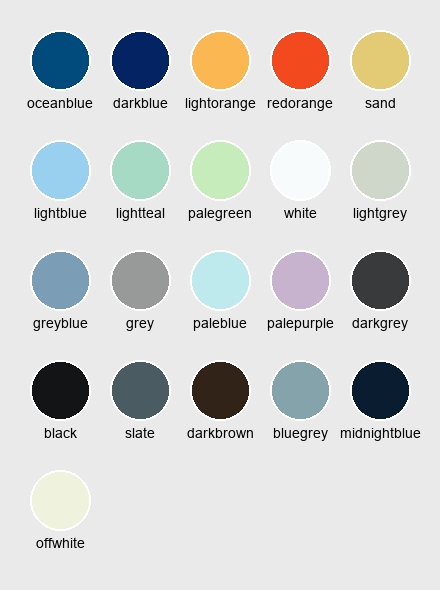 oceanblue darkblue lightorange redorange sand
lightblue lightteal palegreen white lightgrey
greyblue grey paleblue palepurple darkgrey
black slate darkbrown bluegrey midnightblue
offwhite